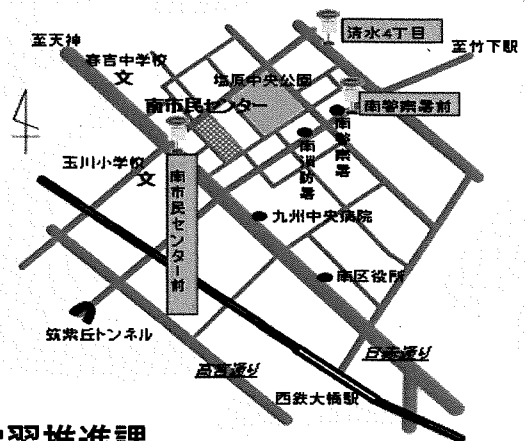 至天神
春吉中学校
文
塩原中央公園
清水4丁目
至竹下駅
南市民センター
南警察署前
南警察署
南消防署
玉川小学校
文
南市民センター前
九州中央病院
南区役所
筑紫丘トンネル
日赤通り
高宮通り
西鉄大橋駅
習推進課